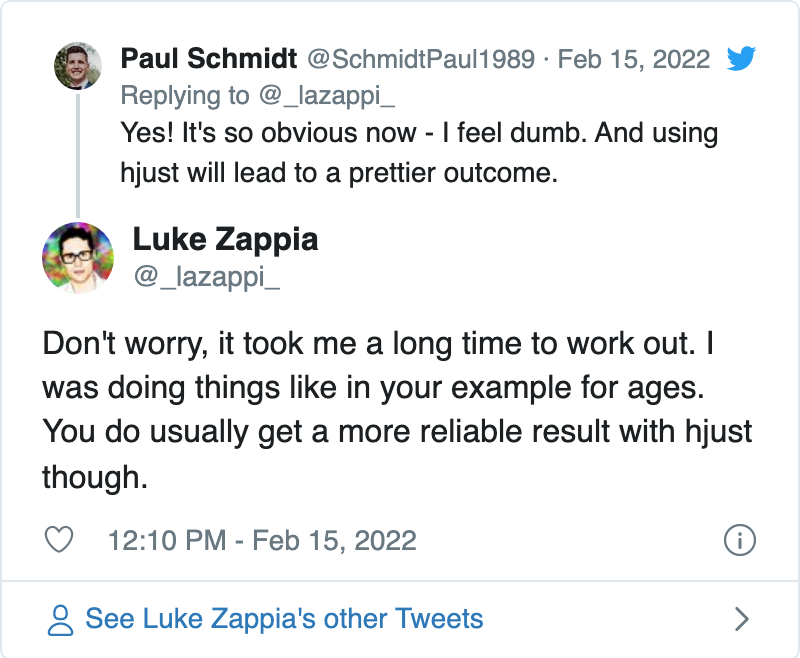 Paul Schmidt @SchmidtPaul1989 · Feb 15, 2022
Replying to @_lazappi_
Yes! It's so obvious now - I feel dumb. And using
hjust will lead to a prettier outcome.
Luke Zappia
@_lazappi_
Don't worry, it took me a long time to work out. I
was doing things like in your example for ages.
You do usually get a more reliable result with hjust
though.
12:10 PM - Feb 15, 2022
See Luke Zappia's other Tweets